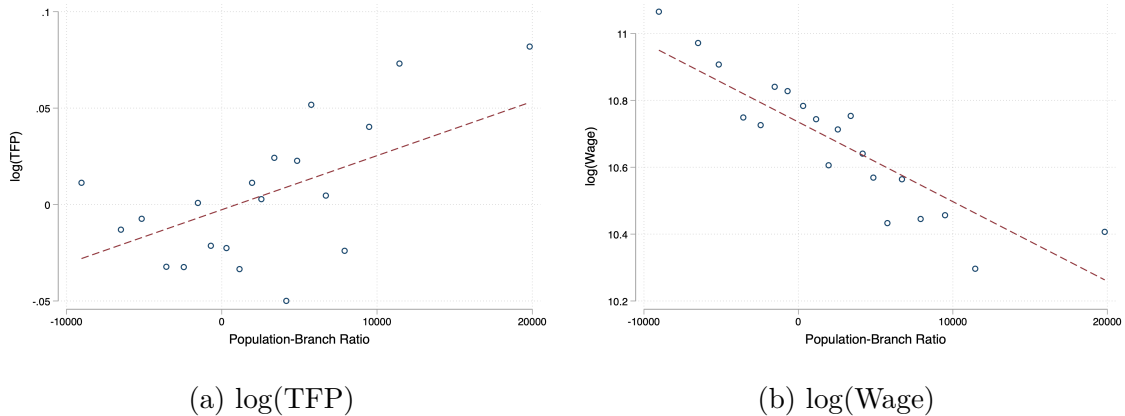 log(TFP)
.1
.05
0
-.05
-10000 0 10000 20000
Population-Branch Ratio
(a) log(TFP)
log(Wage)
11
10.8
10.6
10.4
10.2
-10000 0 10000 20000
Population-Branch Ratio
(b) log(Wage)